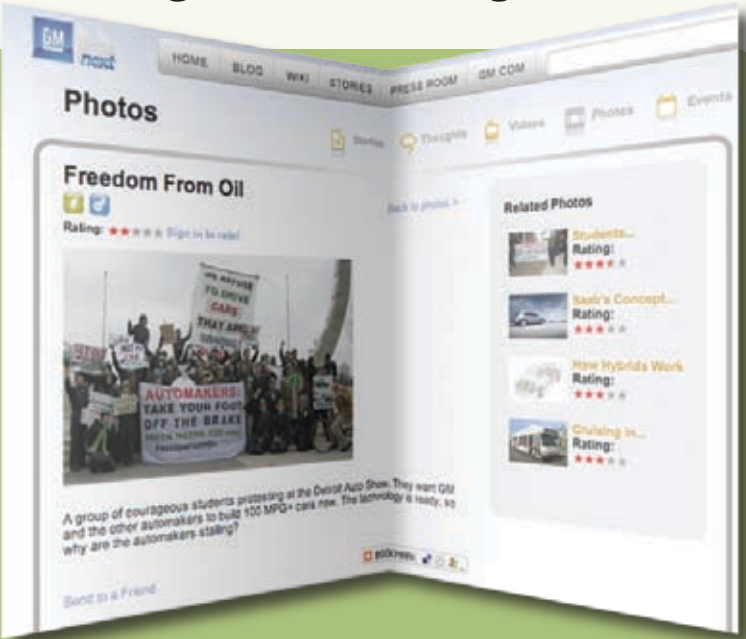 GM
next
HOME BLOG WIKI STORIES PRESS ROOM GM COM
Photos
Stories Thoughts Videos Photos Events
Freedom From Oil
Rating: Sign in to rate!
Back to photos >
WE REFUSE
TO DRIVE
CARS
THAT ARE
STOP
AUTOMAKERS:
TAKE YOUR FOOT
OFF THE BRAKE
A group of courageous students protesting at the Detroit Auto Show. They want GM
and the other automakers to build 100 MPG+ cars now. The technology is ready, so
why are the automakers stalling?
BOOKMARK
Send to a Friend
Related Photos
Students...
Rating:
Saab's Concept...
Rating:
How Hybrids Work
Rating:
Cruising in...
Rating: